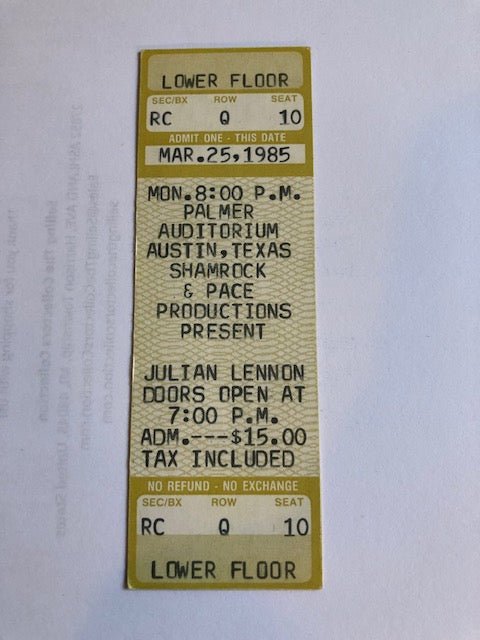 LOWER FLOOR
SEC/BX ROW SEAT
RC Q 10
ADMIT ONE - THIS DATE
MAR.25,1985
MON.8:00 P.M.
PALMER
AUDITORIUM
AUSTIN,TEXAS
SHAMROCK
& PACE
PRODUCTIONS
PRESENT
JULIAN LENNON
DOORS OPEN AT
7:00 P.M.
ADM.---$15.00
TAX INCLUDED
NO REFUND - NO EXCHANGE
SEC/BX ROW SEAT
RC Q 10
LOWER FLOOR